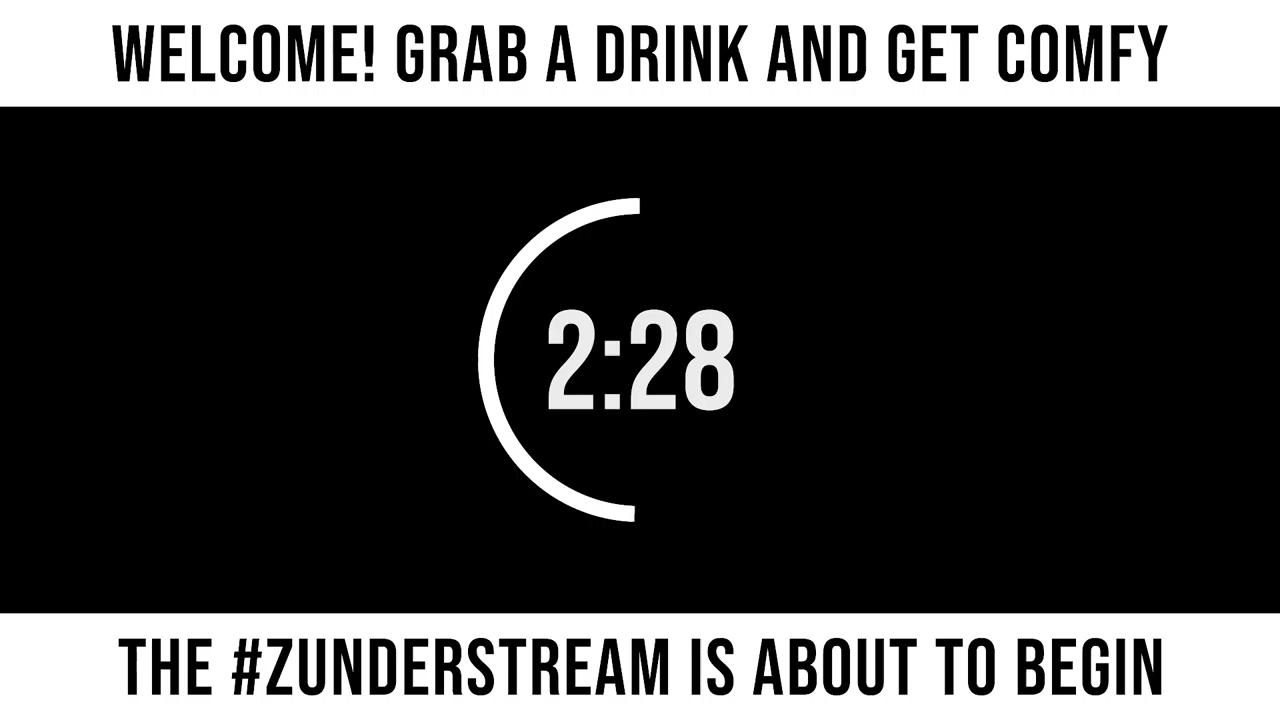 WELCOME! GRAB A DRINK AND GET COMFY
2:28
THE #ZUNDERSTREAM IS ABOUT TO BEGIN